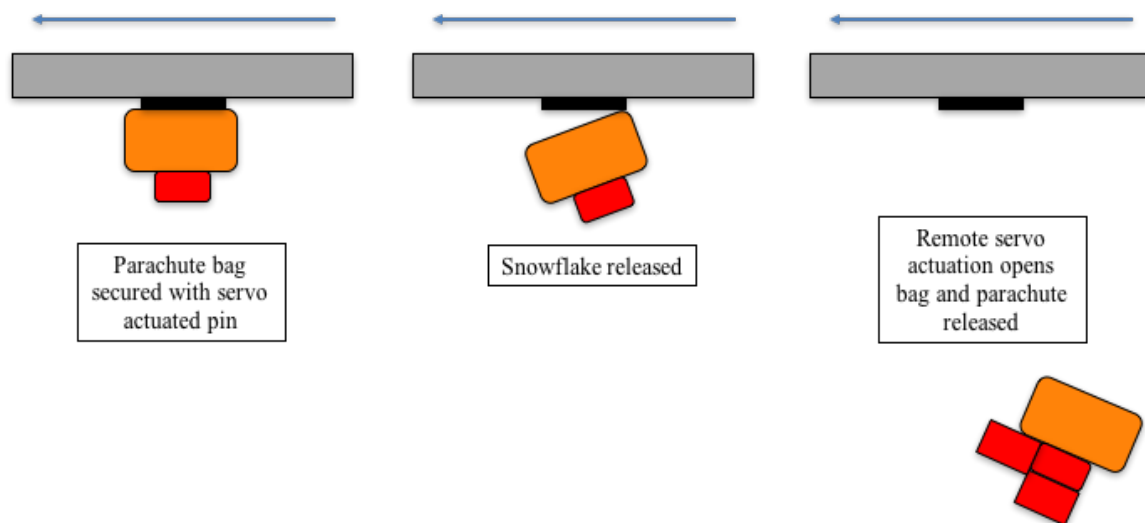 Parachute bag
secured with servo
actuated pin
Snowflake released
Remote servo
actuation opens
bag and parachute
released